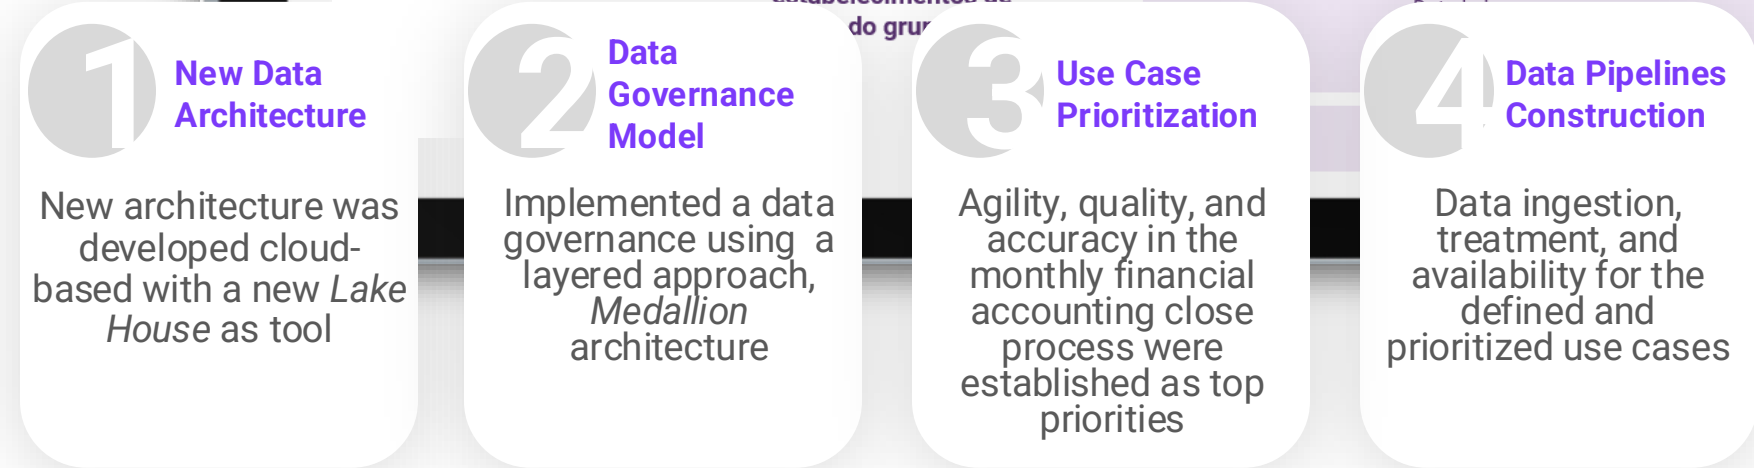 do
1
New Data
Architecture
New architecture was
developed cloud-
based with a new Lake
House as tool
2
Data
Governance
Model
Implemented a data
governance using  a
layered approach,
Medallion
architecture
3
Use Case
Prioritization
Agility, quality, and
accuracy in the
monthly financial
accounting close
process were
established as top
priorities
4
Data Pipelines
Construction
Data ingestion,
treatment, and
availability for the
defined and
prioritized use cases